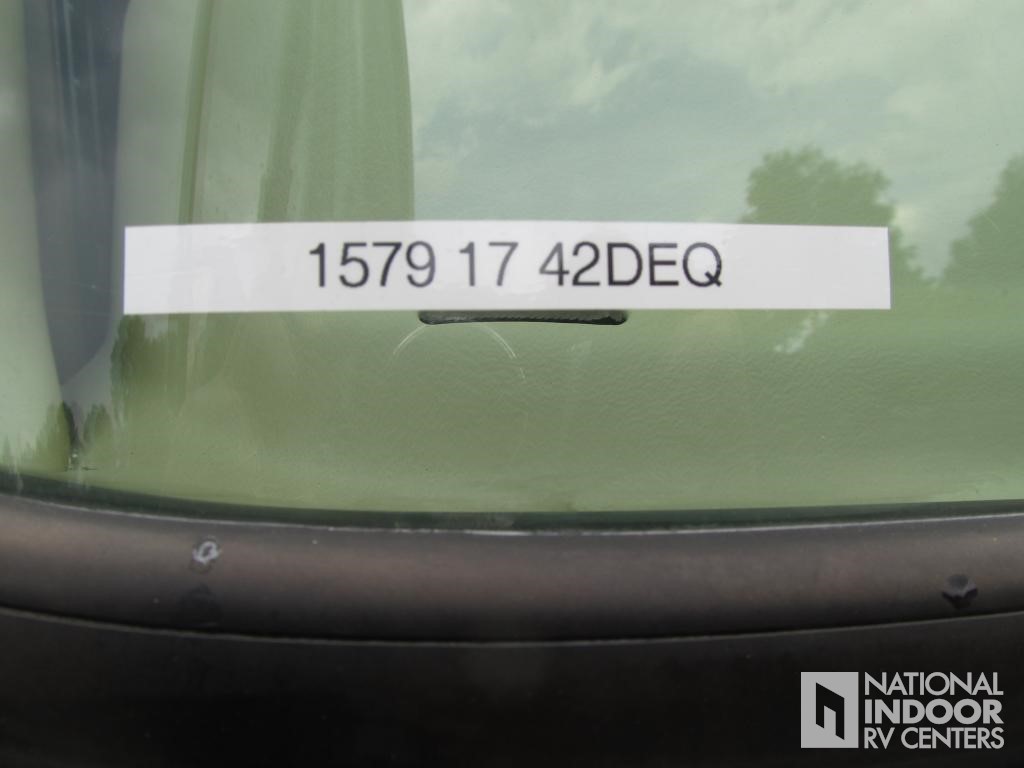 1579 17 42DEQ
NATIONAL
INDOOR
RV CENTERS